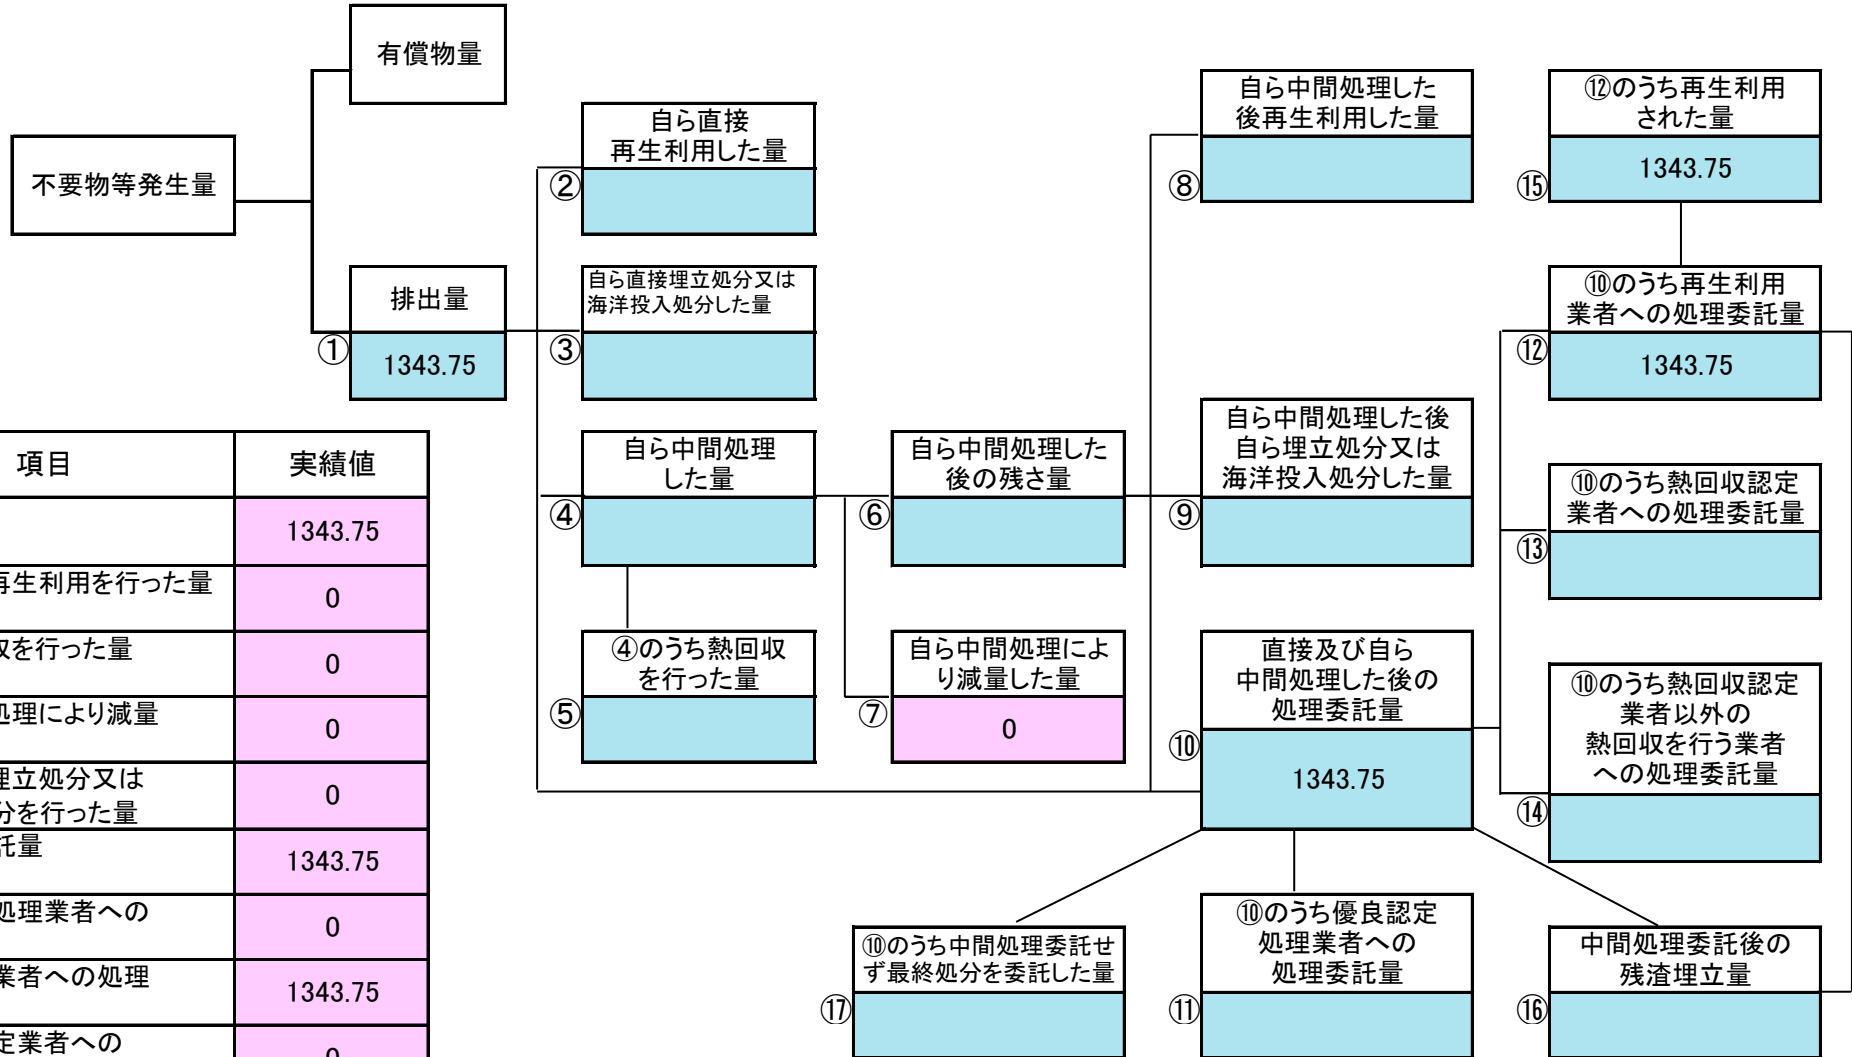 有償物量
不要物等発生量
排出量
①
1343.75
自ら直接
再生利用した量
②
自ら直接埋立処分又は
海洋投入処分した量
③
自ら中間処理
した量
④
④のうち熱回収
を行った量
⑤
自ら中間処理した
後の残さ量
⑥
自ら中間処理によ
り減量した量
⑦
0
自ら中間処理した
後再生利用した量
⑧
自ら中間処理した後
自ら埋立処分又は
海洋投入処分した量
⑨
直接及び自ら
中間処理した後の
処理委託量
⑩
1343.75
⑫のうち再生利用
された量
⑮
1343.75
⑩のうち再生利用
業者への処理委託量
⑫
1343.75
⑩のうち熱回収認定
業者への処理委託量
⑬
⑩のうち熱回収認定
業者以外の
熱回収を行う業者
への処理委託量
⑭
⑩のうち中間処理委託せ
ず最終処分を委託した量
⑰
⑩のうち優良認定
処理業者への
処理委託量
⑪
中間処理委託後の
残渣埋立量
⑯
項目
実績値
1343.75
再生利用を行った量
0
収を行った量
0
処理により減量
0
埋立処分又は
分を行った量
0
託量
1343.75
処理業者への
0
業者への処理
1343.75
定業者への
0